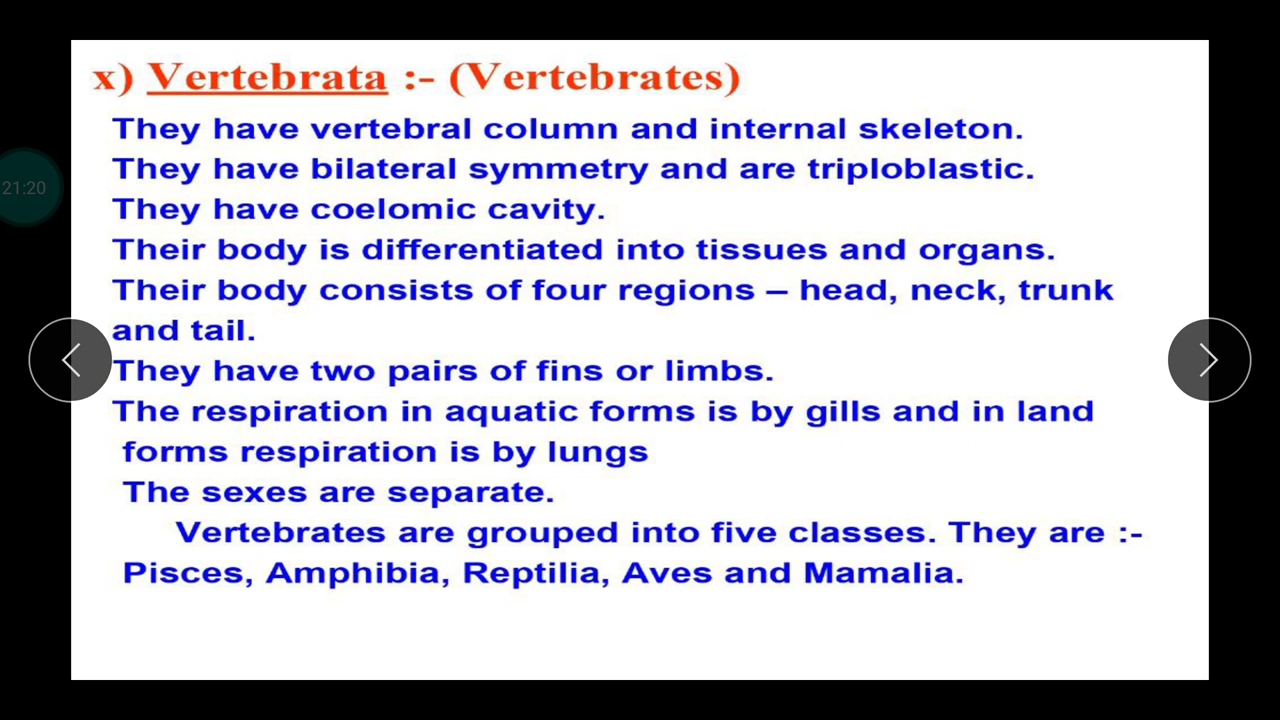 x) Vertebrata :- (Vertebrates)
They have vertebral column and internal skeleton.
They have bilateral symmetry and are triploblastic.
21:20
They have coelomic cavity.
Their body is differentiated into tissues and organs.
Their body consists of four regions – head, neck, trunk
and tail.
They have two pairs of fins or limbs.
The respiration in aquatic forms is by gills and in land
forms respiration is by lungs
The sexes are separate.
Vertebrates are grouped into five classes. They are :-
Pisces, Amphibia, Reptilia, Aves and Mamalia.